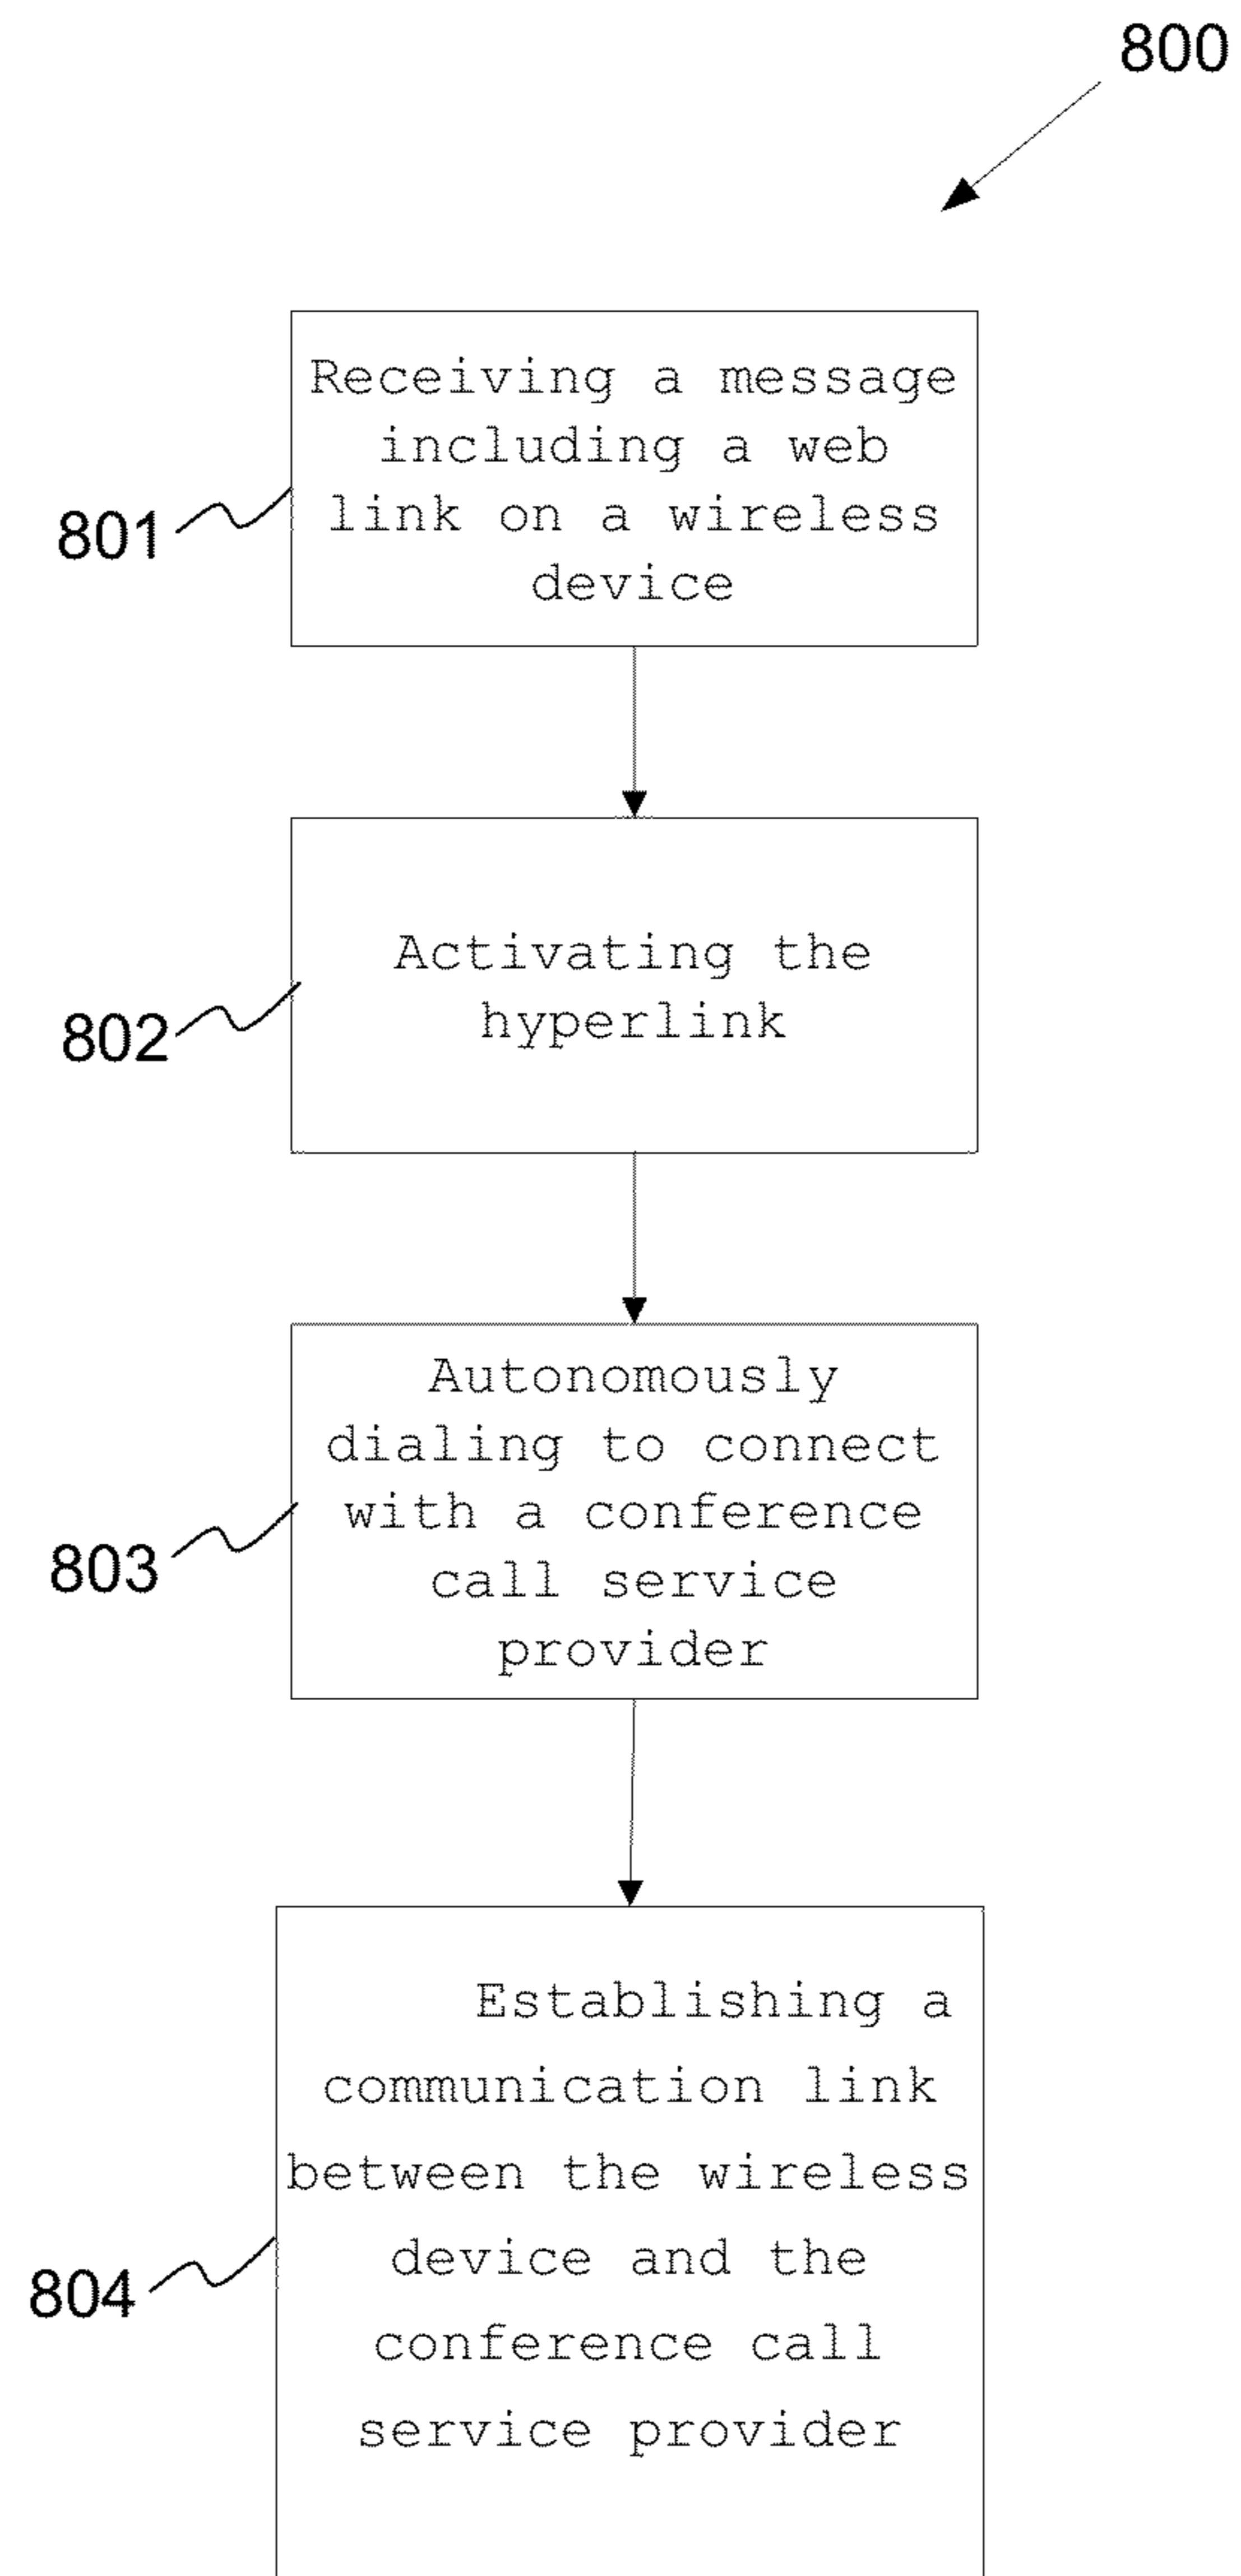 800
Receiving a message
including a web
link on a wireless
device
801
Activating the
hyperlink
802
Autonomously
dialing to connect
with a conference
call service
provider
803
Establishing a
communication link
between the wireless
device and the
conference call
service provider
804